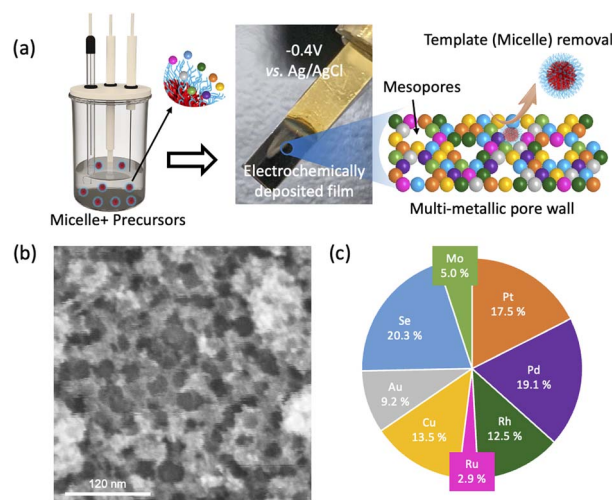 (a)
-0.4V
vs. Ag/AgCl
Electrochemically
deposited film
Micelle+ Precursors
Template (Micelle) removal
Mesopores
Multi-metallic pore wall
(b)
120 nm
(c)
Mo
5.0 %
Pt
17.5 %
Pd
19.1 %
Rh
12.5 %
Ru
2.9 %
Cu
13.5 %
Au
9.2 %
Se
20.3 %